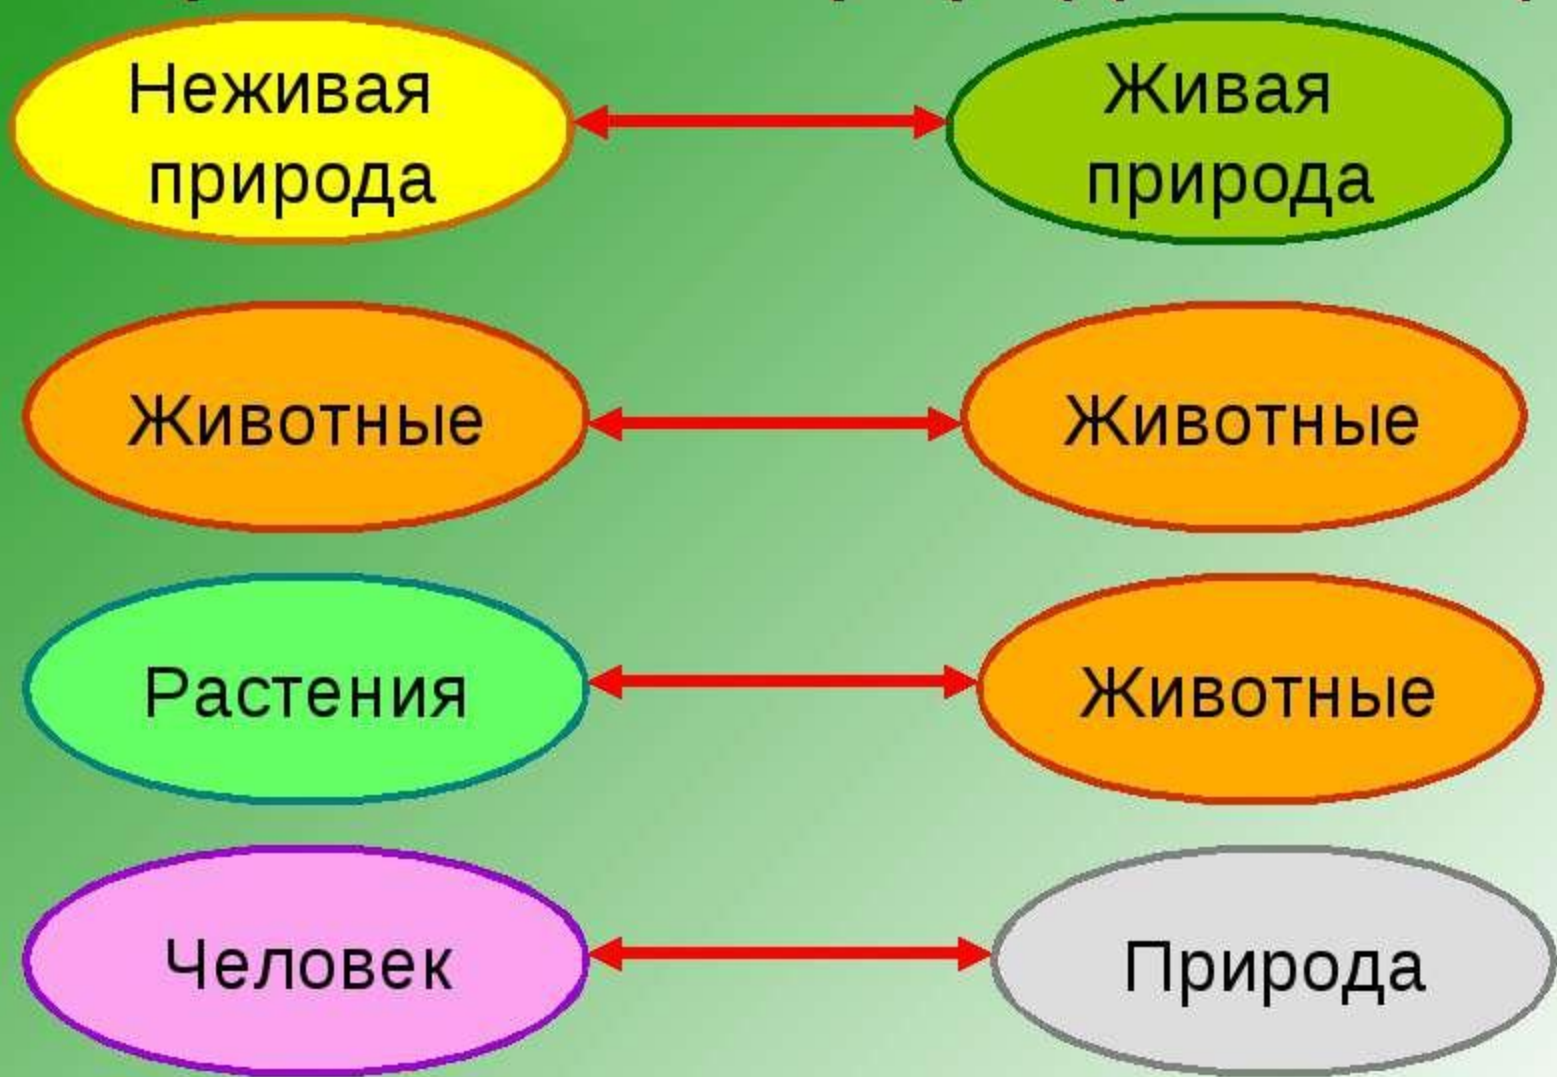 Неживая
природа
Живая
природа
Животные
Животные
Растения
Животные
Человек
Природа